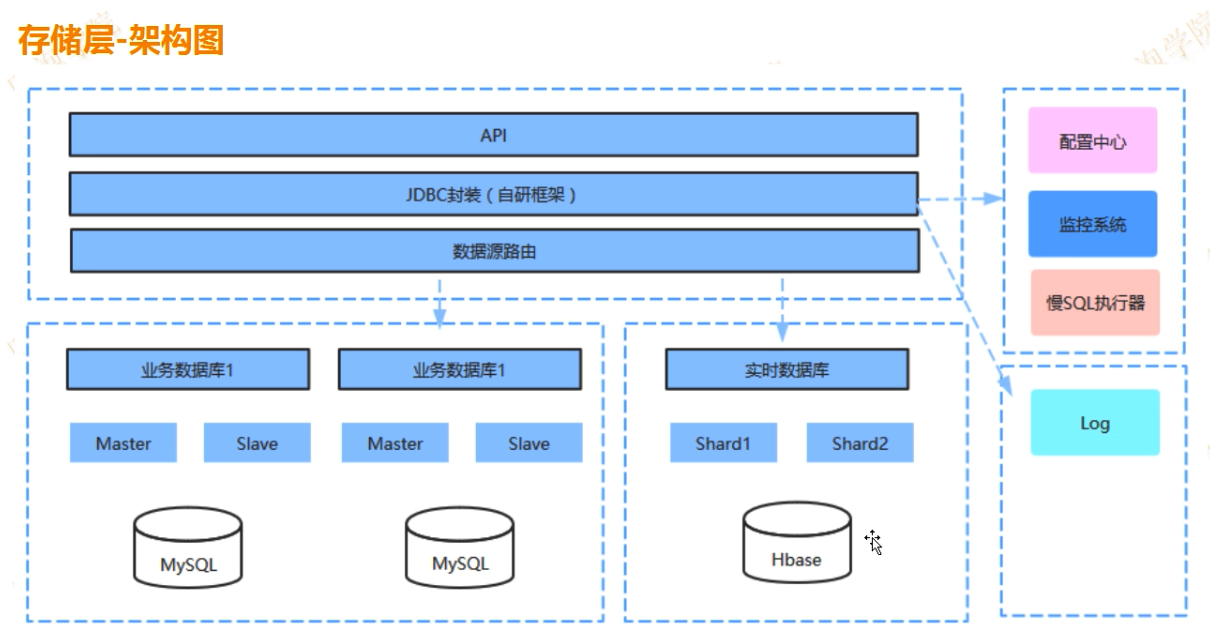 存储层-架构图
API
JDBC封装（自研框架）
数据源路由
配置中心
监控系统
慢SQL执行器
业务数据库1
业务数据库1
实时数据库
Master
Slave
Master
Slave
Shard1
Shard2
Log
MySQL
MySQL
Hbase